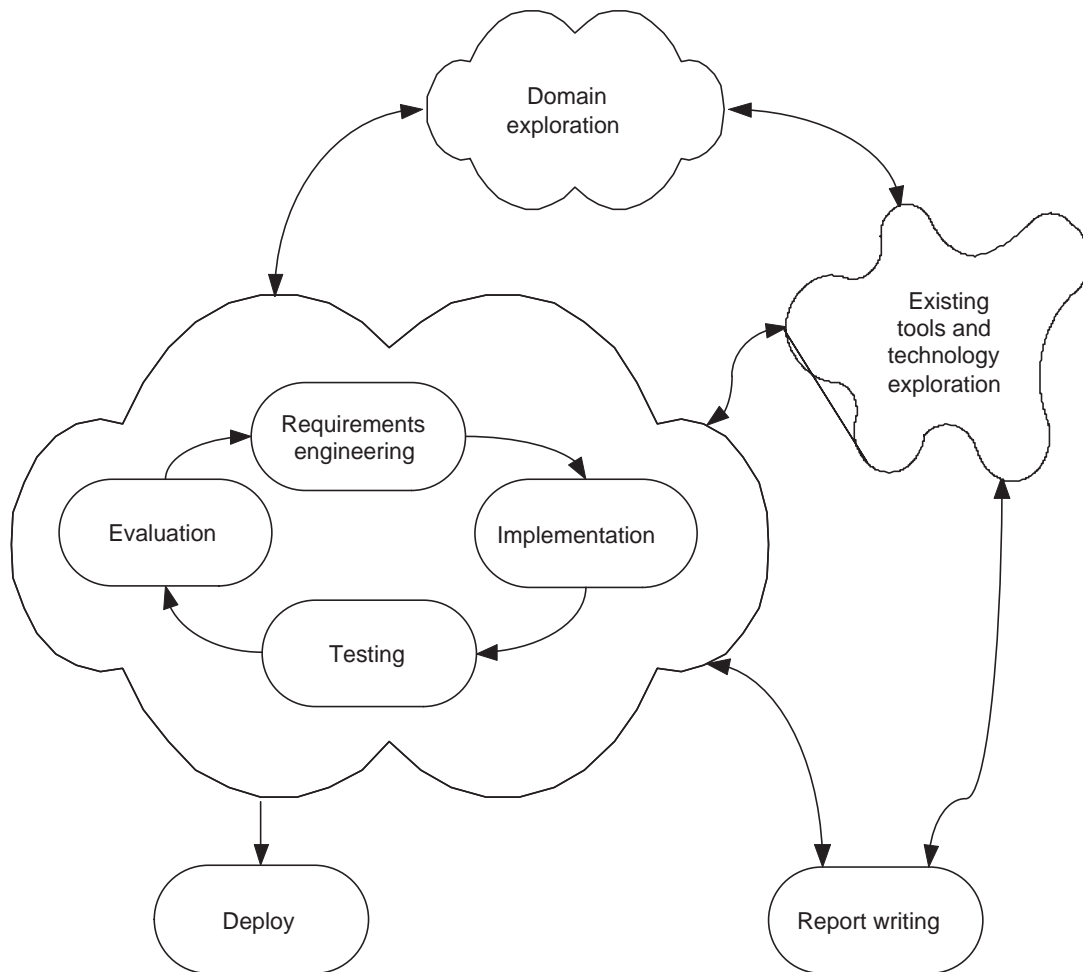 Domain
exploration
Existing
tools and
technology
exploration
Requirements
engineering
Evaluation
Implementation
Testing
Deploy
Report writing